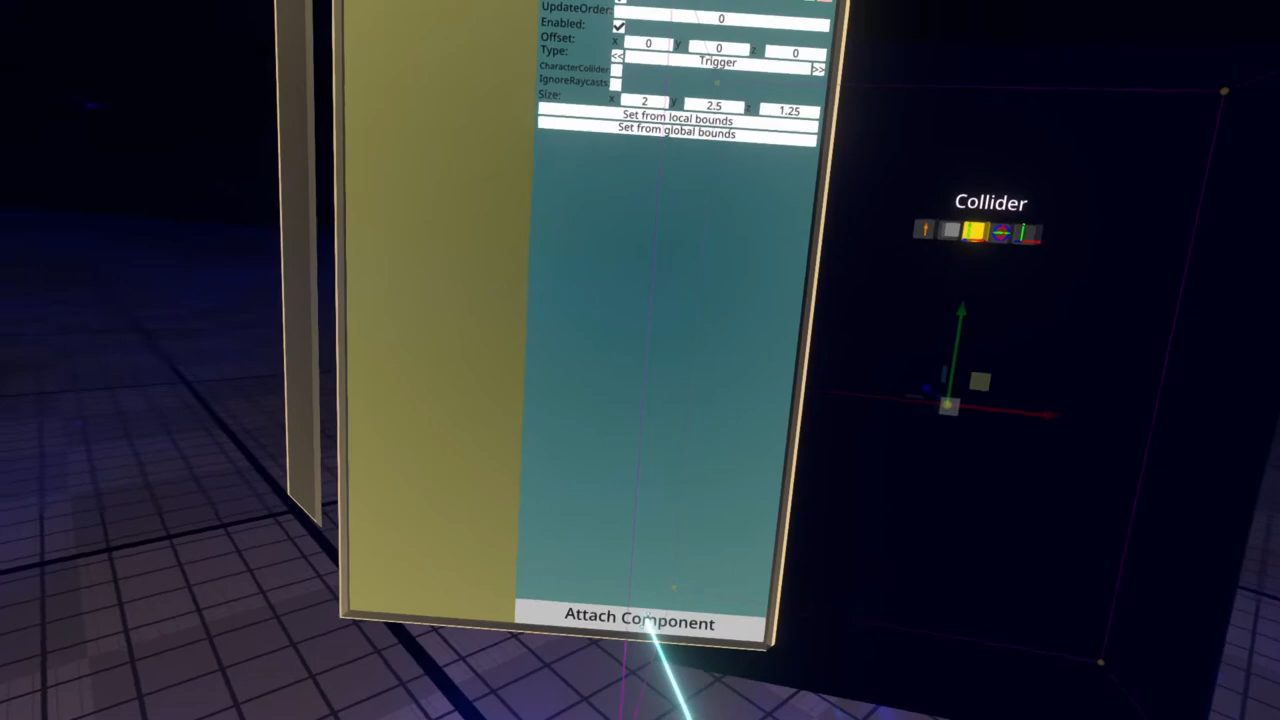 UpdateOrder: 0
Enabled:
Offset: x 0 y 0 z 0
Type: << Trigger >>
CharacterCollider
IgnoreRaycasts
Size: x 2 y 2.5 z 1.25
Set from local bounds
Set from global bounds
Collider
Attach Component